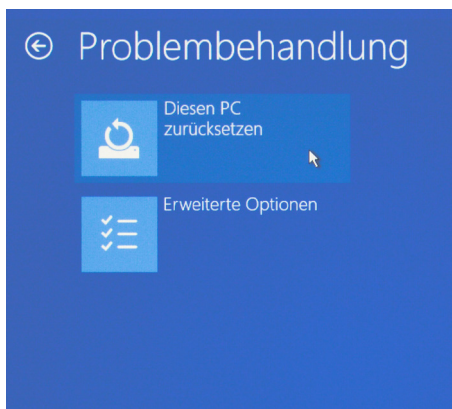 Problembehandlung
Diesen PC
zurücksetzen
Erweiterte Optionen